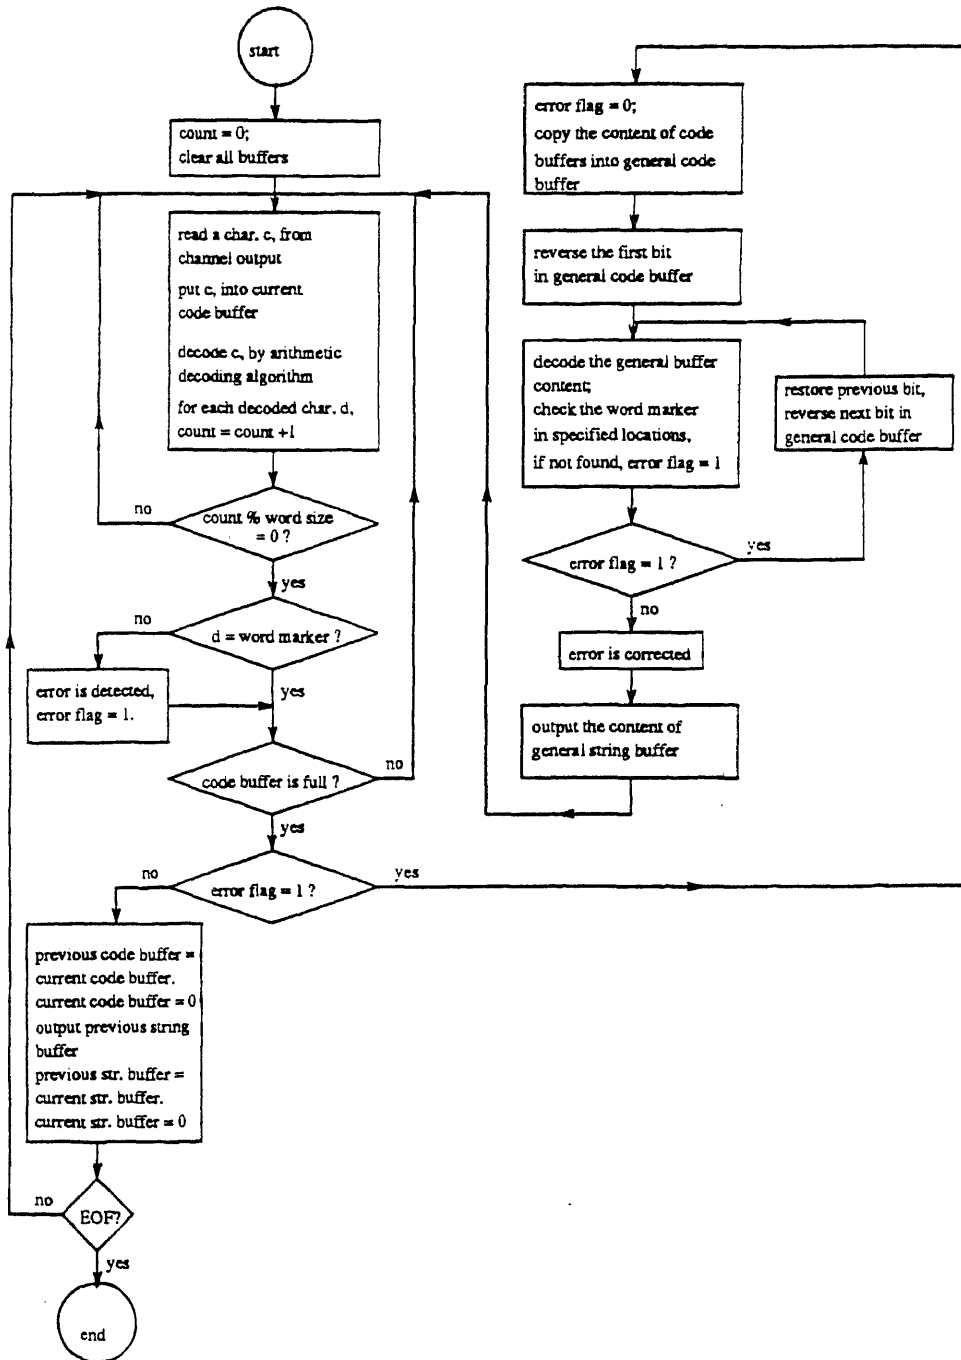 start
count = 0;
clear all buffers
read a char. c, from
channel output
put c, into current
code buffer
decode c, by arithmetic
decoding algorithm
for each decoded char. d,
count = count +1
no
count % word size
= 0 ?
yes
no
d = word marker ?
yes
error is detected,
error flag = 1.
no
code buffer is full ?
yes
no
error flag = 1 ?
yes
previous code buffer =
current code buffer.
current code buffer = 0
output previous string
buffer
previous str. buffer =
current str. buffer.
current str. buffer = 0
no
EOF?
yes
end
error flag = 0;
copy the content of code
buffers into general code
buffer
reverse the first bit
in general code buffer
decode the general buffer
content;
check the word marker
in specified locations,
if not found, error flag = 1
restore previous bit,
reverse next bit in
general code buffer
error flag = 1 ?
yes
no
error is corrected
output the content of
general string buffer